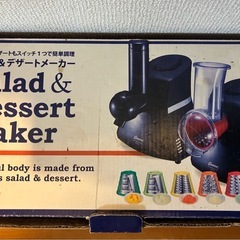 ートもスイッチ1つで簡単調理
&デザートメーカー
alad &
essert
aker
ul body is made from
s salad & dessert.